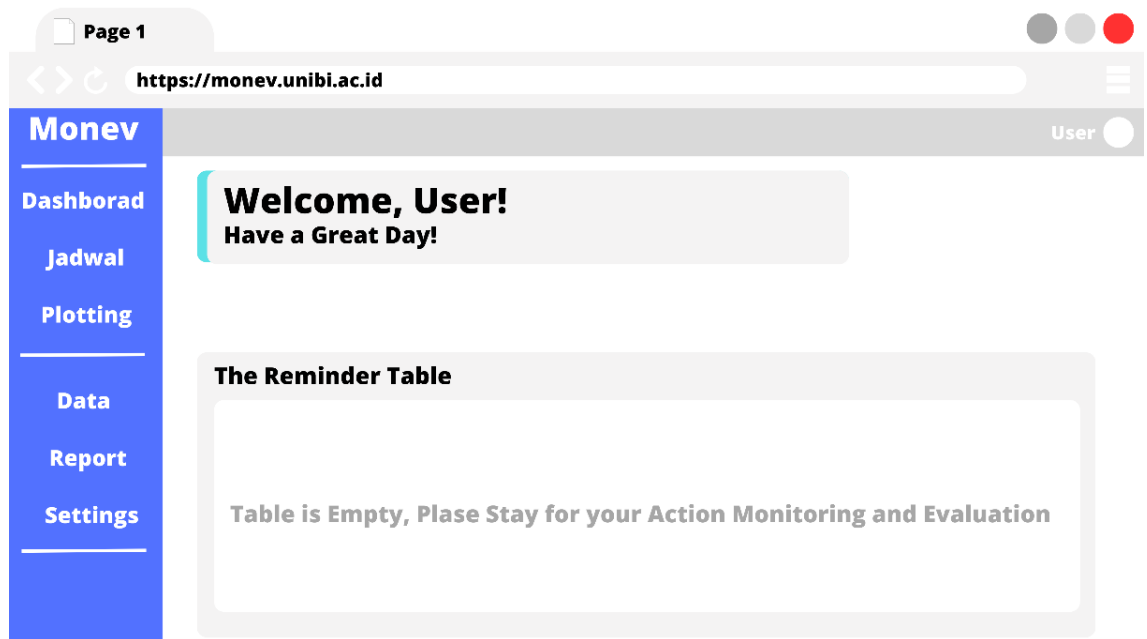 Page 1
https://monev.unibi.ac.id
Monev
User
Dashborad
Jadwal
Plotting
Data
Report
Settings
Welcome, User!
Have a Great Day!
The Reminder Table
Table is Empty, Plase Stay for your Action Monitoring and Evaluation